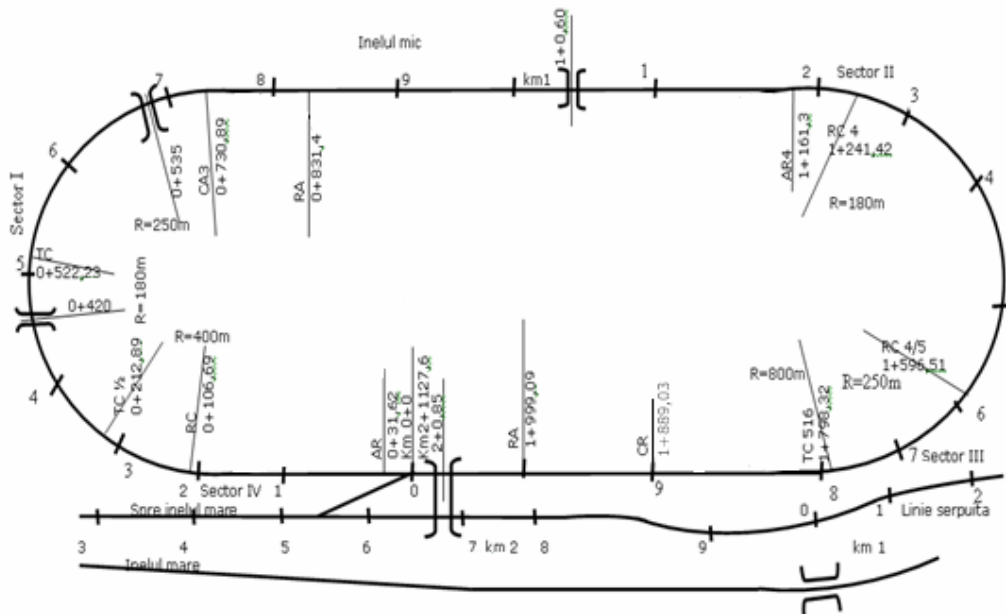 Inelul mic
1+0,60
7
8
9
km1
1
2
Sector II
3
6
0+535
CA3
0+730,89
RA
0+831,4
AR4
1+161,3
RC 4
1+241,42
4
R=250m
R=180m
Sector I
TC
5
0+522,23
0+420
R=180m
R=400m
TC ½
0+212,89
RC
0+106,69
AR
0+31,62
Km 0+0
Km2+1127,6
2+0,85
RA
1+999,09
CR
1+889,03
R=800m
TC 516
1+798,32
RC 4/5
1+596,51
R=250m
4
6
3
7 Sector III
2
Sector IV
1
0
9
8
Spre inelul mare
0
1
Linie serpuita
2
3
4
5
6
7
km 2
8
9
km 1
Inelul mare